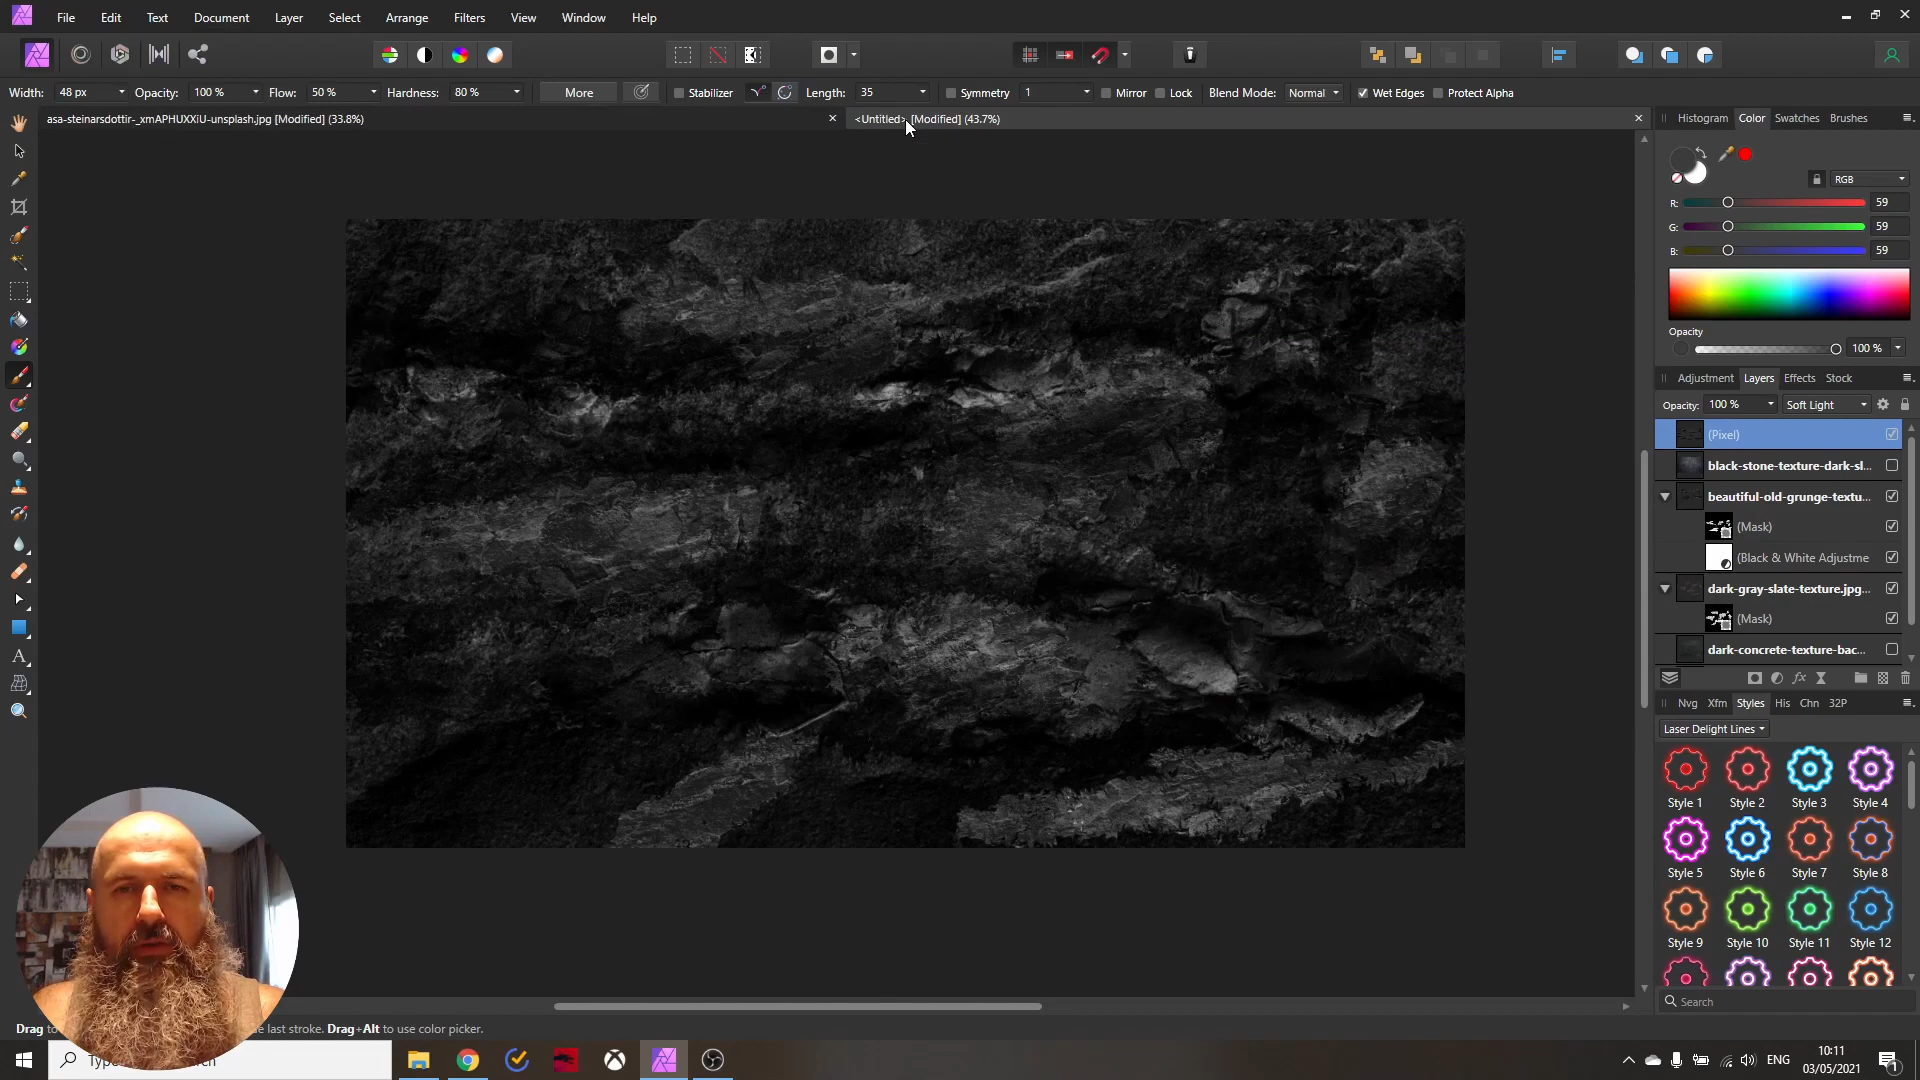 File Edit Text Document Layer Select Arrange Filters View Window Help
Width: 48 px Opacity: 100 % Flow: 50 % Hardness: 80 % More Stabilizer Length: 35 Symmetry 1 Mirror Lock Blend Mode: Normal Wet Edges Protect Alpha
asa-steinarsdottir-_xmAPHUXXiU-unsplash.jpg [Modified] (33.8%)
<Untitled> [Modified] (43.7%)
Histogram Color Swatches Brushes
RGB
R: 59
G: 59
B: 59
Opacity
100 %
Adjustment Layers Effects Stock
Opacity: 100 % Soft Light
(Pixel)
black-stone-texture-dark-sl...
beautiful-old-grunge-textu...
(Mask)
(Black & White Adjustme
dark-gray-slate-texture.jpg...
(Mask)
dark-concrete-texture-bac...
fx
Nvg Xfm Styles His Chn 32P
Laser Delight Lines
Style 1 Style 2 Style 3 Style 4
Style 5 Style 6 Style 7 Style 8
Style 9 Style 10 Style 11 Style 12
Search
Drag to last stroke. Drag+Alt to use color picker.
ENG
10:11
03/05/2021
1